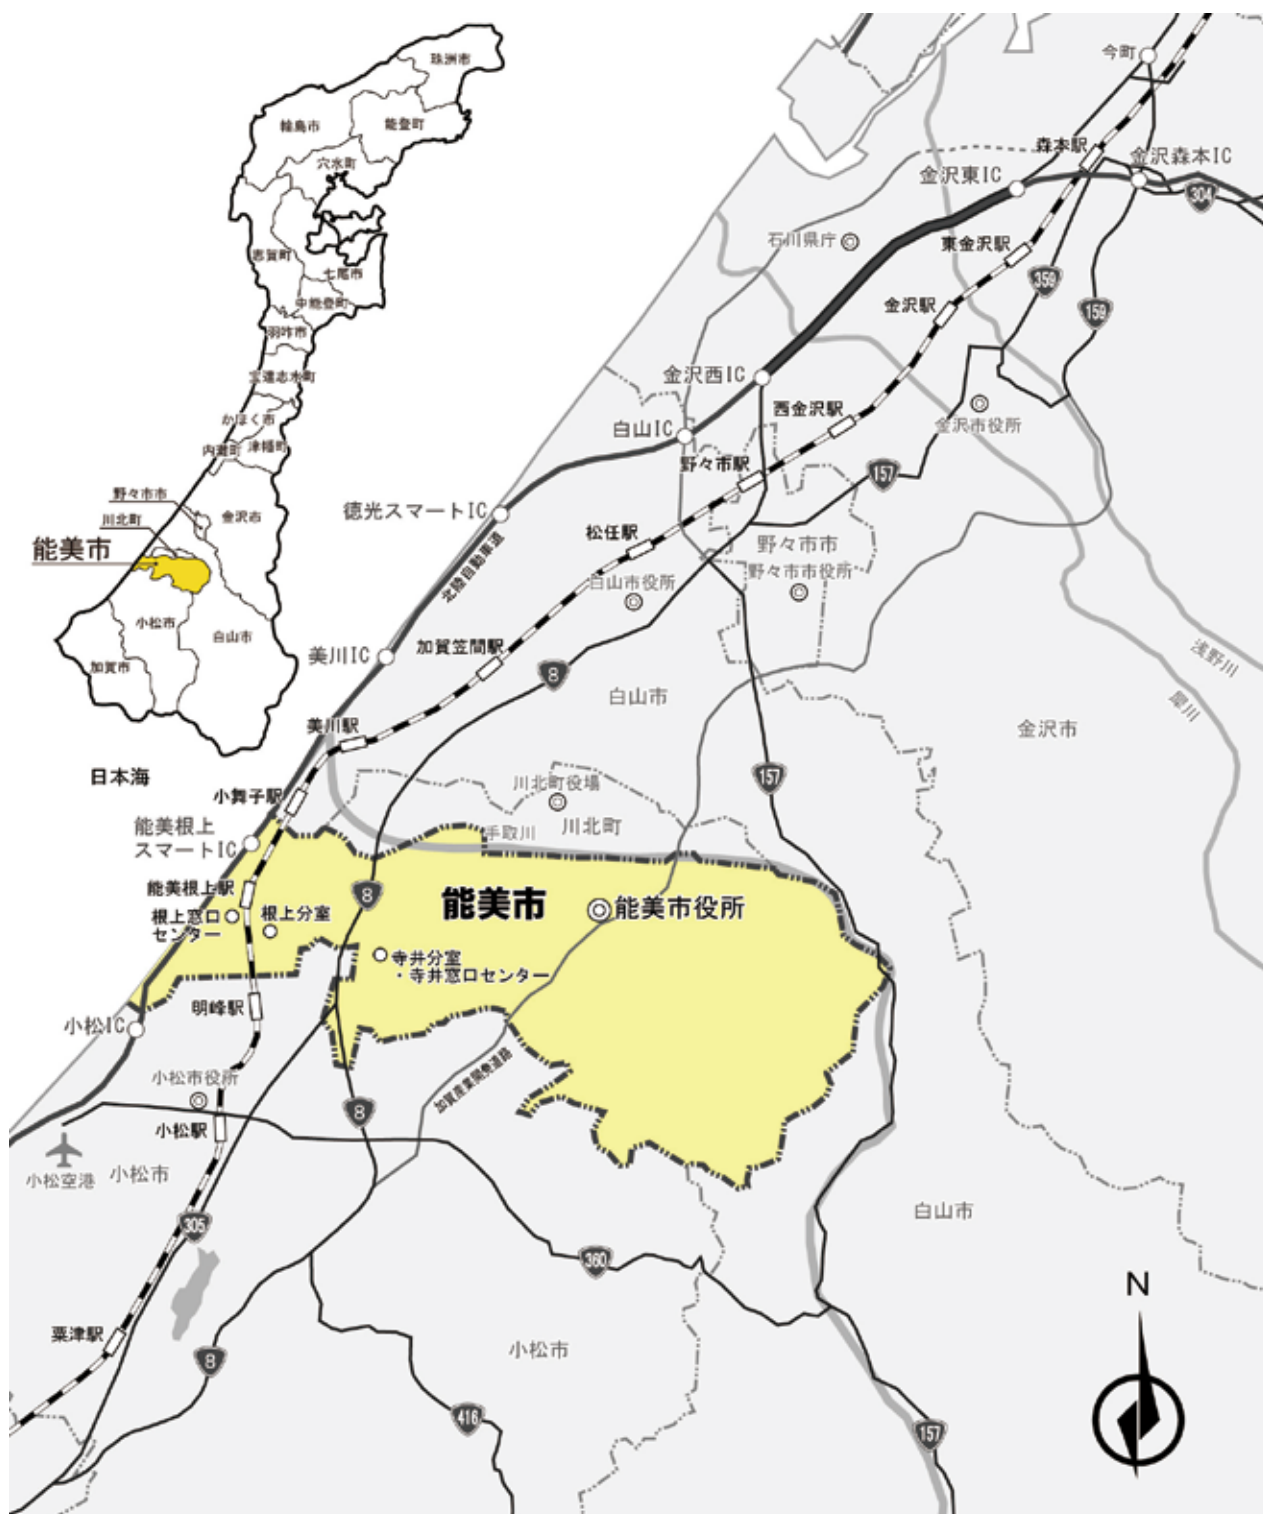 珠洲市
輪島市
能登町
穴水町
志賀町
七尾市
中能登町
羽咋市
宝達志水町
かほく市
内灘町
津幡町
野々市市
川北町
金沢市
能美市
小松市
白山市
加賀市
日本海
今町
森本駅
金沢森本IC
金沢東IC
304
石川県庁
東金沢駅
359
金沢駅
159
金沢西IC
西金沢駅
金沢市役所
白山IC
野々市駅
157
徳光スマートIC
松任駅
野々市市
北陸自動車道
白山市役所
野々市市役所
加賀笠間駅
美川IC
8
浅野川
白山市
犀川
美川駅
金沢市
157
小舞子駅
川北町役場
能美根上
スマートIC
手取川
川北町
能美根上駅
8
能美市
能美市役所
根上窓口
センター
根上分室
寺井分室
・寺井窓口センター
明峰駅
小松IC
小松市役所
加賀産業開発道路
8
小松駅
小松空港
小松市
白山市
305
360
N
粟津駅
8
小松市
416
157